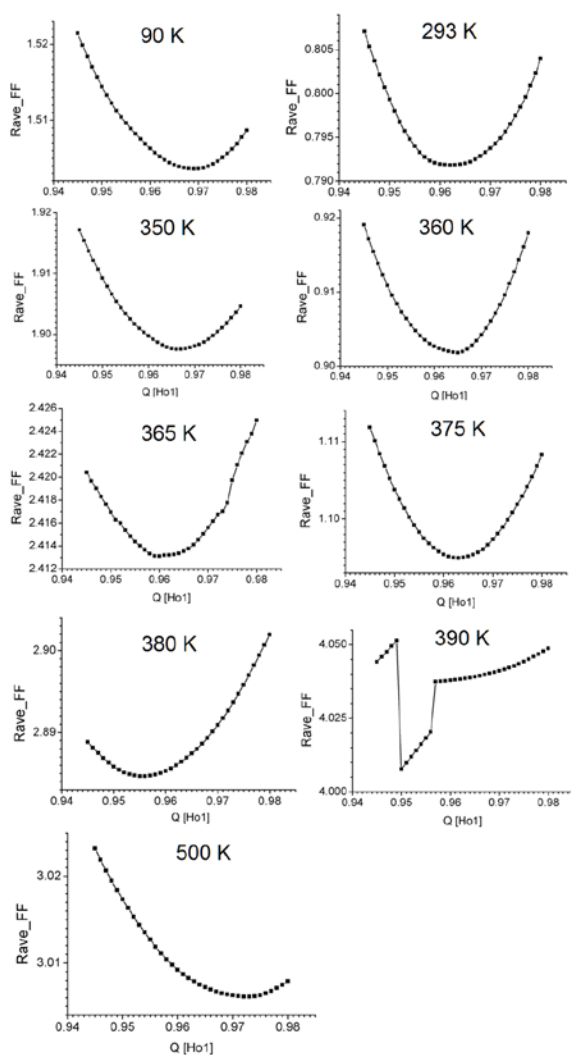 90 K
Rave_FF
1.52
1.51
0.94 0.95 0.96 0.97 0.98
293 K
Rave_FF
0.805
0.800
0.795
0.790
0.94 0.95 0.96 0.97 0.98
350 K
Rave_FF
1.92
1.91
1.90
0.94 0.95 0.96 0.97 0.98
Q [Ho1]
360 K
Rave_FF
0.92
0.91
0.90
0.94 0.95 0.96 0.97 0.98
Q [Ho1]
365 K
Rave_FF
2.426
2.424
2.422
2.420
2.418
2.416
2.414
2.412
0.94 0.95 0.96 0.97 0.98
Q [Ho1]
375 K
Rave_FF
1.11
1.10
0.94 0.95 0.96 0.97 0.98
Q [Ho1]
380 K
Rave_FF
2.90
2.89
0.94 0.95 0.96 0.97 0.98
Q [Ho1]
390 K
Rave_FF
4.050
4.025
4.000
0.94 0.95 0.96 0.97 0.98
Q [Ho1]
500 K
Rave_FF
3.02
3.01
0.94 0.95 0.96 0.97 0.98
Q [Ho1]